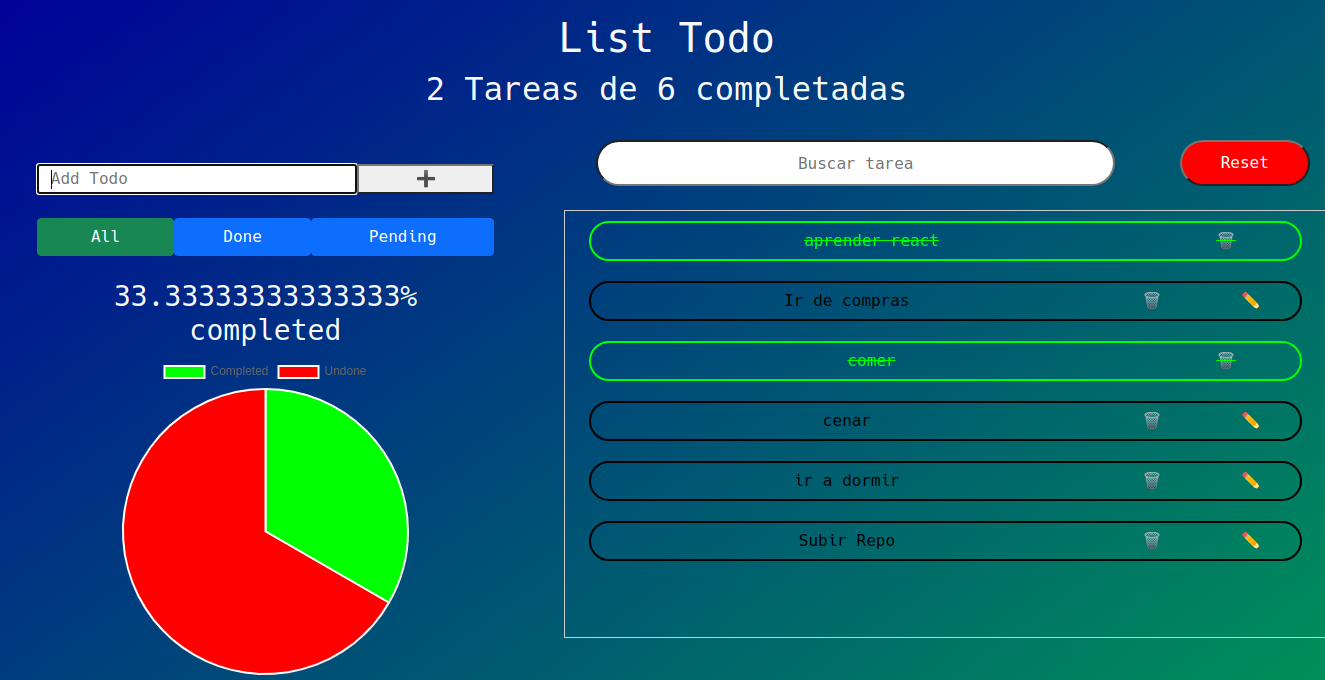 List Todo
2 Tareas de 6 completadas
Add Todo
All
Done
Pending
33.33333333333333%
completed
Completed
Undone
Buscar tarea
Reset
aprender react
Ir de compras
comer
cenar
ir a dormir
Subir Repo